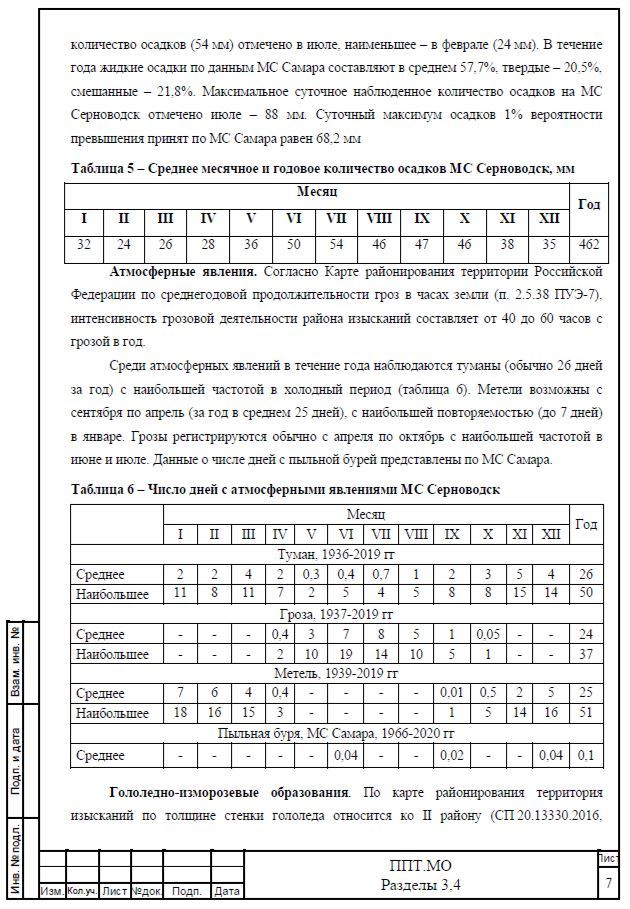 количество осадков (54 мм) отмечено в июле, наименьшее – в феврале (24 мм). В течение
года жидкие осадки по данным МС Самара составляют в среднем 57,7%, твердые – 20,5%,
смешанные – 21,8%. Максимальное суточное наблюденное количество осадков на МС
Серноводск отмечено июле – 88 мм. Суточный максимум осадков 1% вероятности
превышения принят по МС Самара равен 68,2 мм
Таблица 5 – Среднее месячное и годовое количество осадков МС Серноводск, мм
Месяц Год
I II III IV V VI VII VIII IX X XI XII
32 24 26 28 36 50 54 46 47 46 38 35 462
Атмосферные явления. Согласно Карте районирования территории Российской
Федерации по среднегодовой продолжительности гроз в часах земли (п. 2.5.38 ПУЭ-7),
интенсивность грозовой деятельности района изысканий составляет от 40 до 60 часов с
грозой в год.
Среди атмосферных явлений в течение года наблюдаются туманы (обычно 26 дней
за год) с наибольшей частотой в холодный период (таблица 6). Метели возможны с
сентября по апрель (за год в среднем 25 дней), с наибольшей повторяемостью (до 7 дней)
в январе. Грозы регистрируются обычно с апреля по октябрь с наибольшей частотой в
июне и июле. Данные о числе дней с пыльной бурей представлены по МС Самара.
Таблица 6 – Число дней с атмосферными явлениями МС Серноводск
Месяц Год
I II III IV V VI VII VIII IX X XI XII
Туман, 1936-2019 гг
Среднее 2 2 4 2 0,3 0,4 0,7 1 2 3 5 4 26
Наибольшее 11 8 11 7 2 5 4 5 8 8 15 14 50
Гроза, 1937-2019 гг
Среднее - - - 0,4 3 7 8 5 1 0,05 - - 24
Наибольшее - - - 2 10 19 14 10 5 1 - - 37
Метель, 1939-2019 гг
Среднее 7 6 4 0,4 - - - - 0,01 0,5 2 5 25
Наибольшее 18 16 15 3 - - - - 1 5 14 16 51
Пыльная буря, МС Самара, 1966-2020 гг
Среднее - - - - - 0,04 - - 0,02 - - 0,04 0,1
Гололедно-изморозевые образования. По карте районирования территория
изысканий по толщине стенки гололеда относится ко II району (СП 20.13330.2016,
Взам. инв. №
Подп. и дата
Инв. № подл.
Изм. Кол.уч. Лист №док. Подп. Дата
ППТ.МО
Разделы 3,4
Лист
7